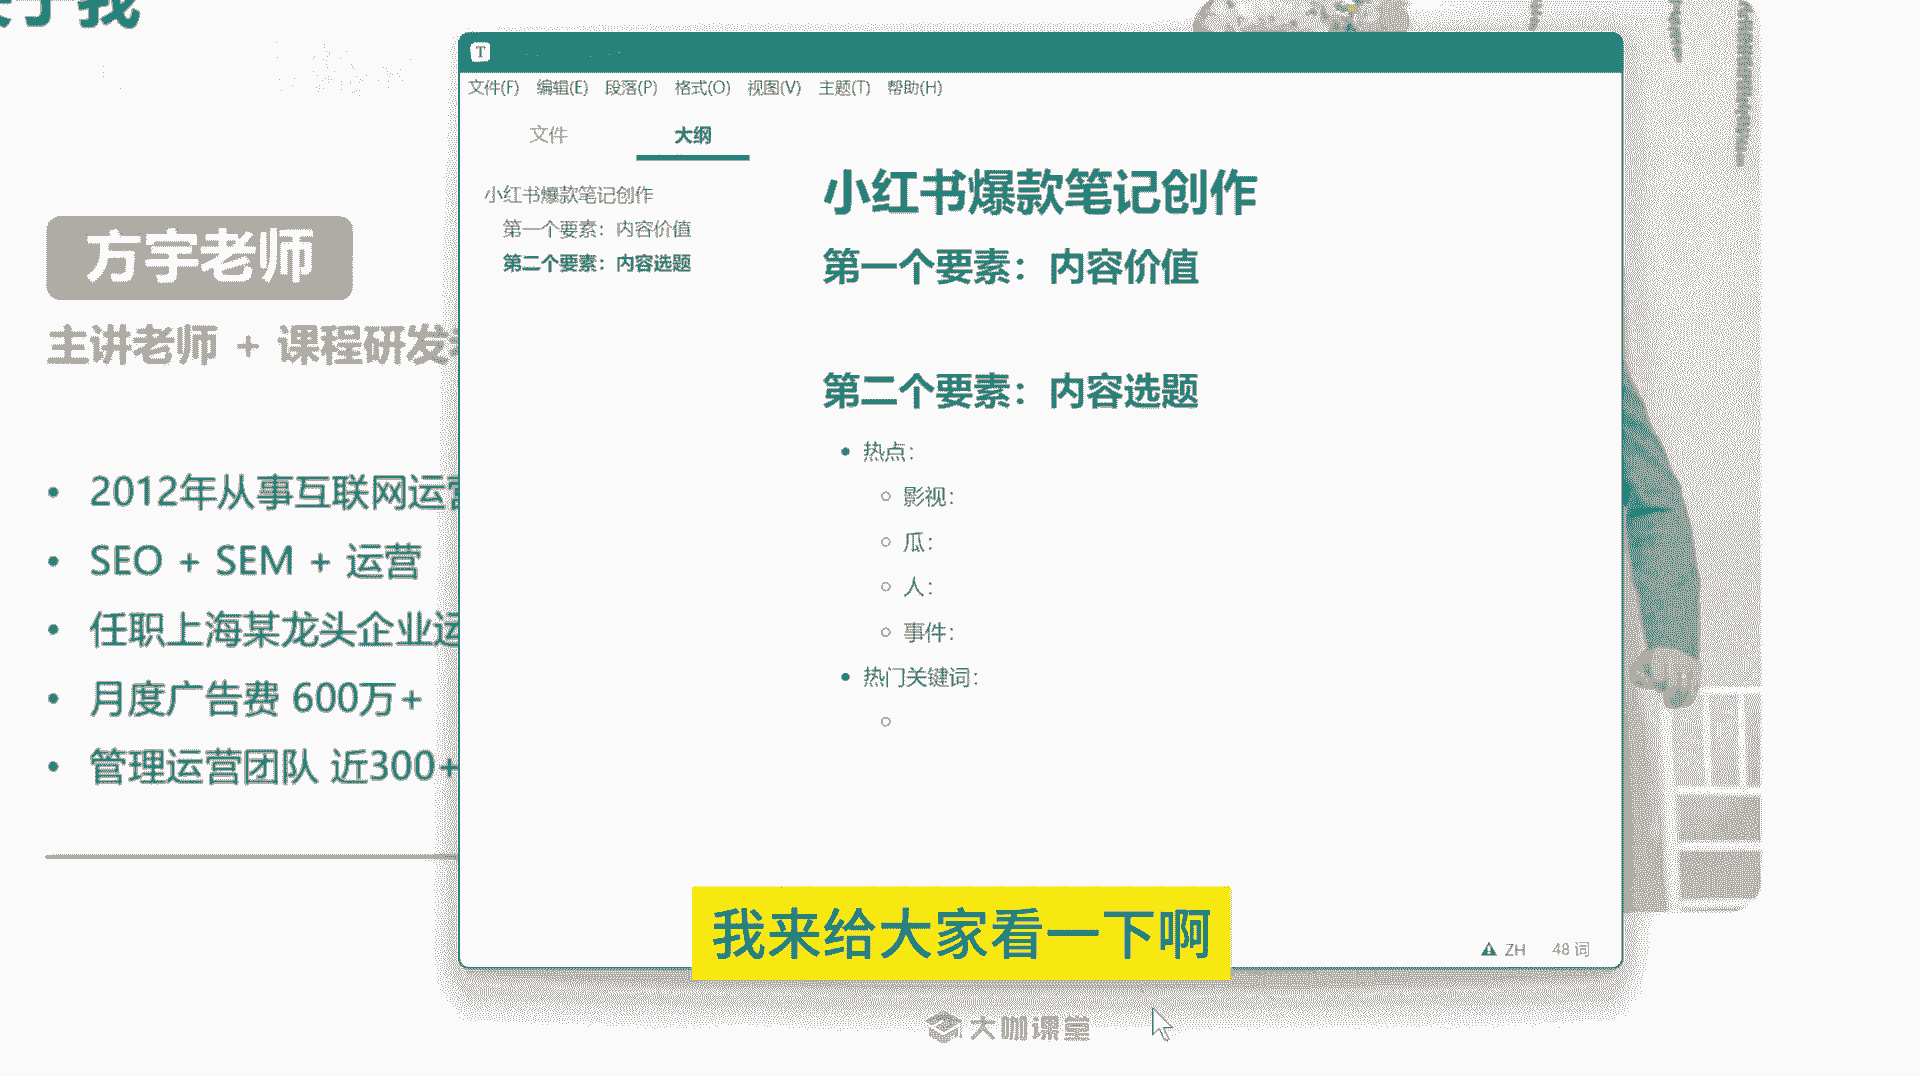 于我
方宇老师
主讲老师 + 课程研发
2012年从事互联网运营
SEO + SEM + 运营
任职上海某龙头企业运
月度广告费 600万+
管理运营团队 近300+
T
文件(F) 编辑(E) 段落(P) 格式(O) 视图(V) 主题(T) 帮助(H)
文件 大纲
小红书爆款笔记创作
第一个要素：内容价值
第二个要素：内容选题
小红书爆款笔记创作
第一个要素：内容价值
第二个要素：内容选题
热点：
影视：
瓜：
人：
事件：
热门关键词：
ZH 48 词
我来给大家看一下啊
大咖课堂